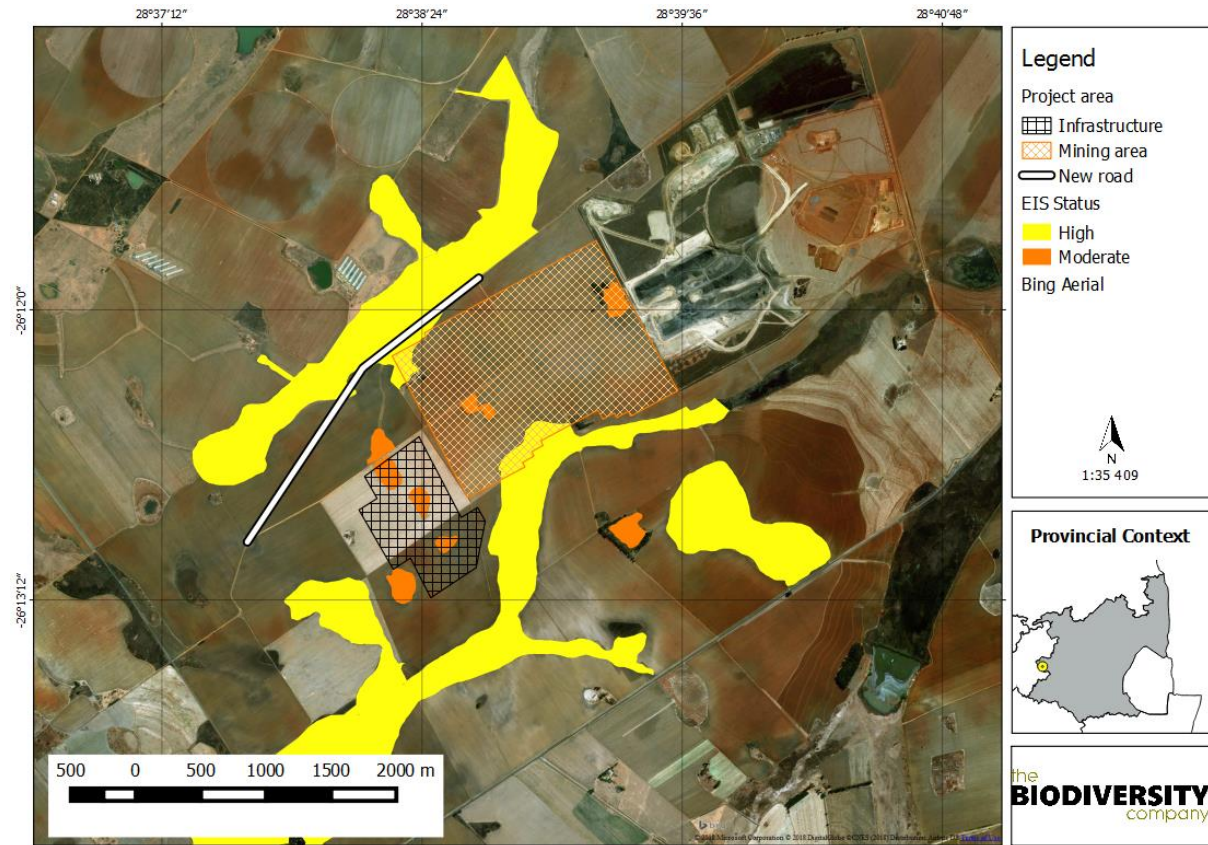 28°37'12"
28°38'24"
28°39'36"
28°40'48"
-26°12'0"
-26°13'12"
500 0 500 1000 1500 2000 m
Legend
Project area
Infrastructure
Mining area
New road
EIS Status
High
Moderate
Bing Aerial
N
1:35 409
Provincial Context
the
BIODIVERSITY
company